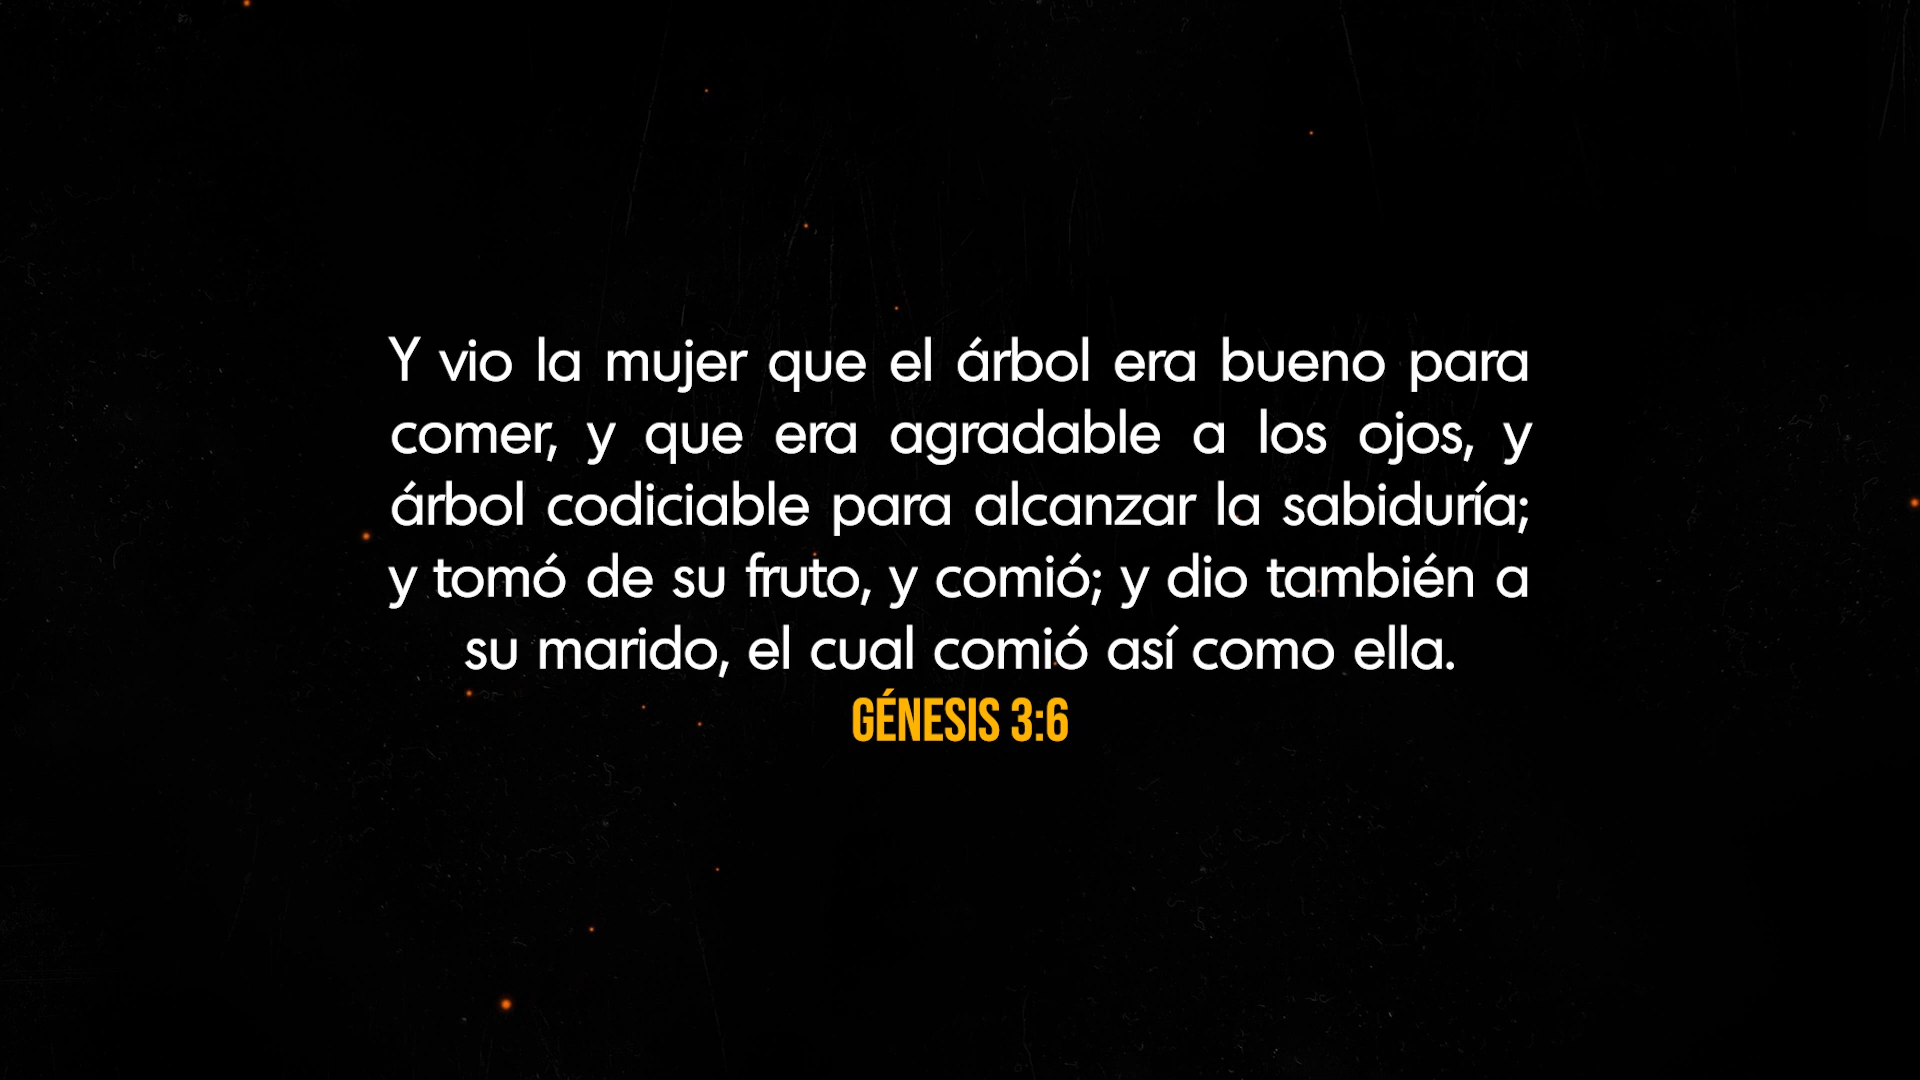 Y vio la mujer que el árbol era bueno para
comer, y que era agradable a los ojos, y
árbol codiciable para alcanzar la sabiduría;
y tomó de su fruto, y comió; y dio también a
su marido, el cual comió así como ella.
GÉNESIS 3:6